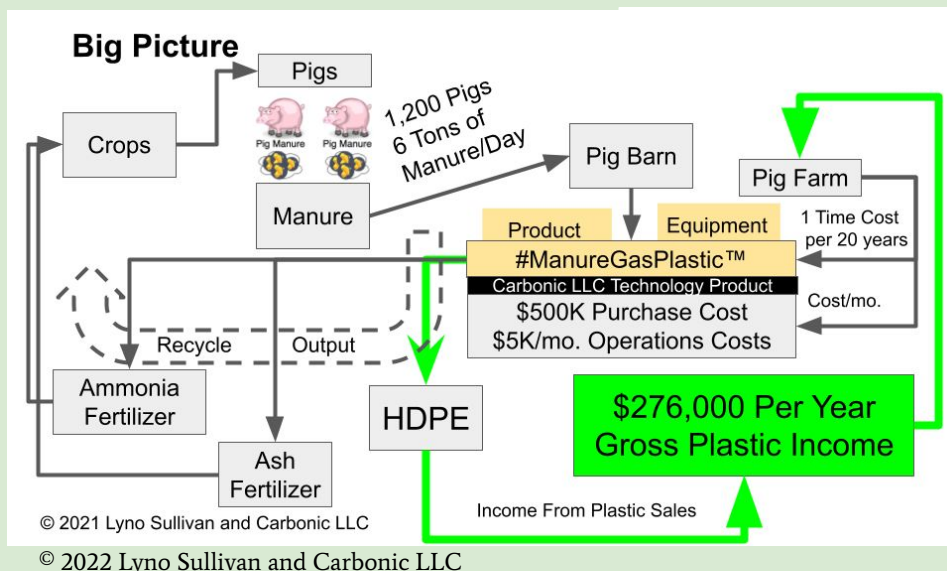 Big Picture
Pigs
Crops
Pig Manure
Pig Manure
1,200 Pigs
6 Tons of
Manure/Day
Manure
Pig Barn
Pig Farm
Product
Equipment
1 Time Cost
per 20 years
#ManureGasPlastic™
Carbonic LLC Technology Product
$500K Purchase Cost
$5K/mo. Operations Costs
Cost/mo.
Recycle
Output
Ammonia
Fertilizer
HDPE
$276,000 Per Year
Gross Plastic Income
Ash
Fertilizer
Income From Plastic Sales
© 2021 Lyno Sullivan and Carbonic LLC
© 2022 Lyno Sullivan and Carbonic LLC